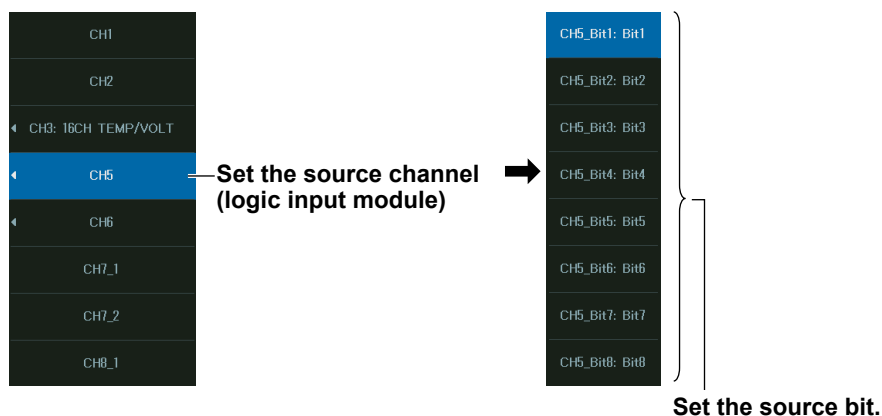 CH1
CH2
CH3: 16CH TEMP/VOLT
CH5
CH6
CH7_1
CH7_2
CH8_1
Set the source channel
(logic input module)
CH5_Bit1: Bit1
CH5_Bit2: Bit2
CH5_Bit3: Bit3
CH5_Bit4: Bit4
CH5_Bit5: Bit5
CH5_Bit6: Bit6
CH5_Bit7: Bit7
CH5_Bit8: Bit8
Set the source bit.